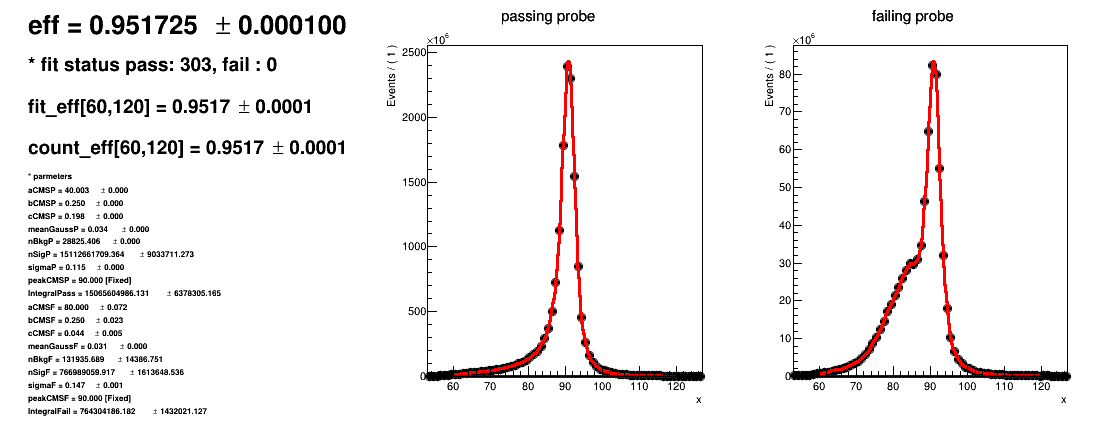 eff = 0.951725 ± 0.000100
* fit status pass: 303, fail : 0
fit_eff[60,120] = 0.9517 ± 0.0001
count_eff[60,120] = 0.9517 ± 0.0001
* parmeters
aCMSP = 40.003 ± 0.000
bCMSP = 0.250 ± 0.000
cCMSP = 0.198 ± 0.000
meanGaussP = 0.034 ± 0.000
nBkgP = 28825.406 ± 0.000
nSigP = 15112661709.364 ± 9033711.273
sigmaP = 0.115 ± 0.000
peakCMSP = 90.000 [Fixed]
IntegralPass = 15065604986.131 ± 6378305.165
aCMSF = 80.000 ± 0.072
bCMSF = 0.250 ± 0.023
cCMSF = 0.044 ± 0.005
meanGaussF = 0.031 ± 0.000
nBkgF = 131935.689 ± 14386.751
nSigF = 766989059.917 ± 1613648.536
sigmaF = 0.147 ± 0.001
peakCMSF = 90.000 [Fixed]
IntegralFail = 764304186.182 ± 1432021.127
passing probe
×10⁶
Events / ( 1 )
2500
2000
1500
1000
500
0
60 70 80 90 100 110 120
x
failing probe
×10⁶
Events / ( 1 )
80
70
60
50
40
30
20
10
0
60 70 80 90 100 110 120
x